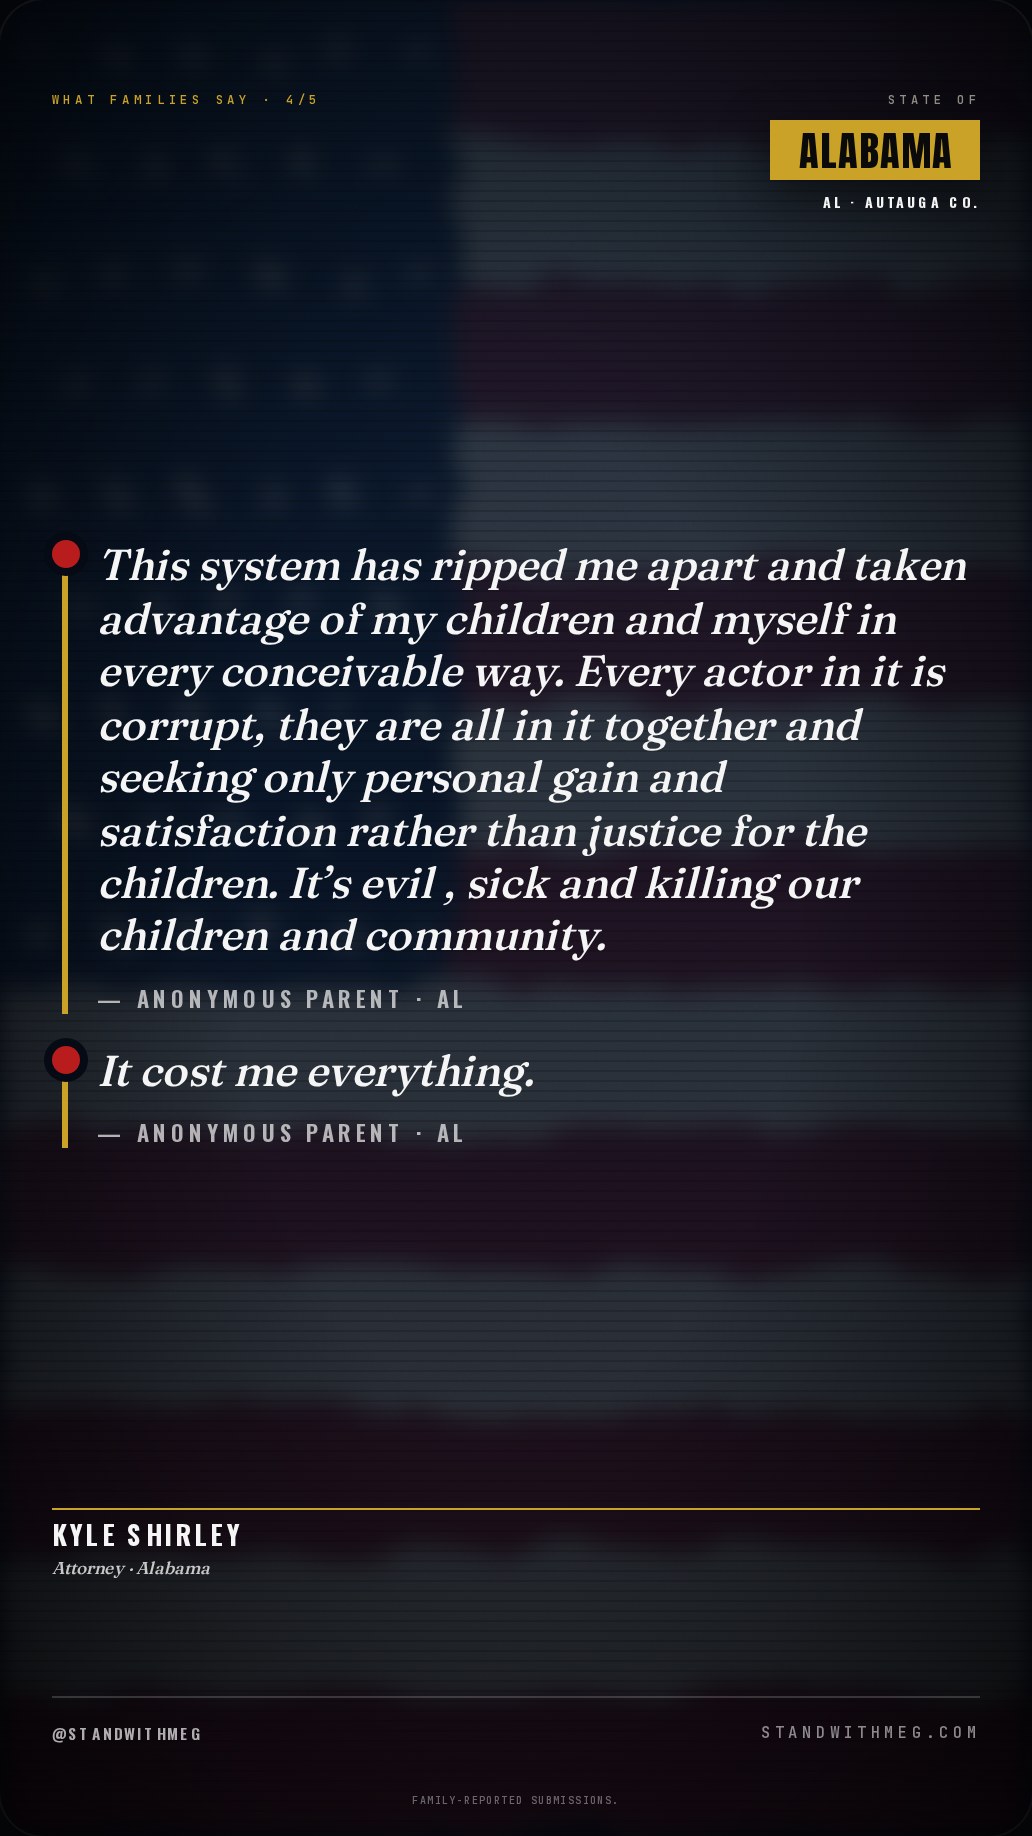 WHAT FAMILIES SAY · 4/5
STATE OF
ALABAMA
AL · AUTAUGA CO.
This system has ripped me apart and taken
advantage of my children and myself in
every conceivable way. Every actor in it is
corrupt, they are all in it together and
seeking only personal gain and
satisfaction rather than justice for the
children. It’s evil , sick and killing our
children and community.
— ANONYMOUS PARENT · AL
It cost me everything.
— ANONYMOUS PARENT · AL
KYLE SHIRLEY
Attorney · Alabama
@STANDWITHMEG
STANDWITHMEG.COM
FAMILY-REPORTED SUBMISSIONS.